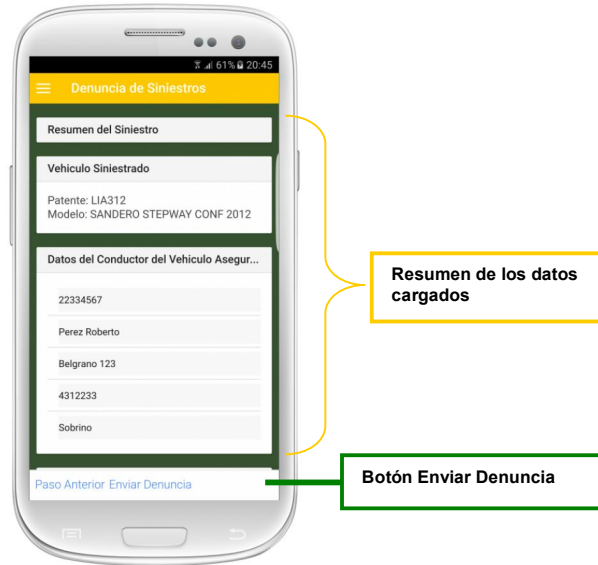 61% 20:45
Denuncia de Siniestros
Resumen del Siniestro
Vehiculo Siniestrado
Patente: LIA312
Modelo: SANDERO STEPWAY CONF 2012
Datos del Conductor del Vehiculo Asegur...
22334567
Perez Roberto
Belgrano 123
4312233
Sobrino
Paso Anterior Enviar Denuncia
Resumen de los datos
cargados
Botón Enviar Denuncia